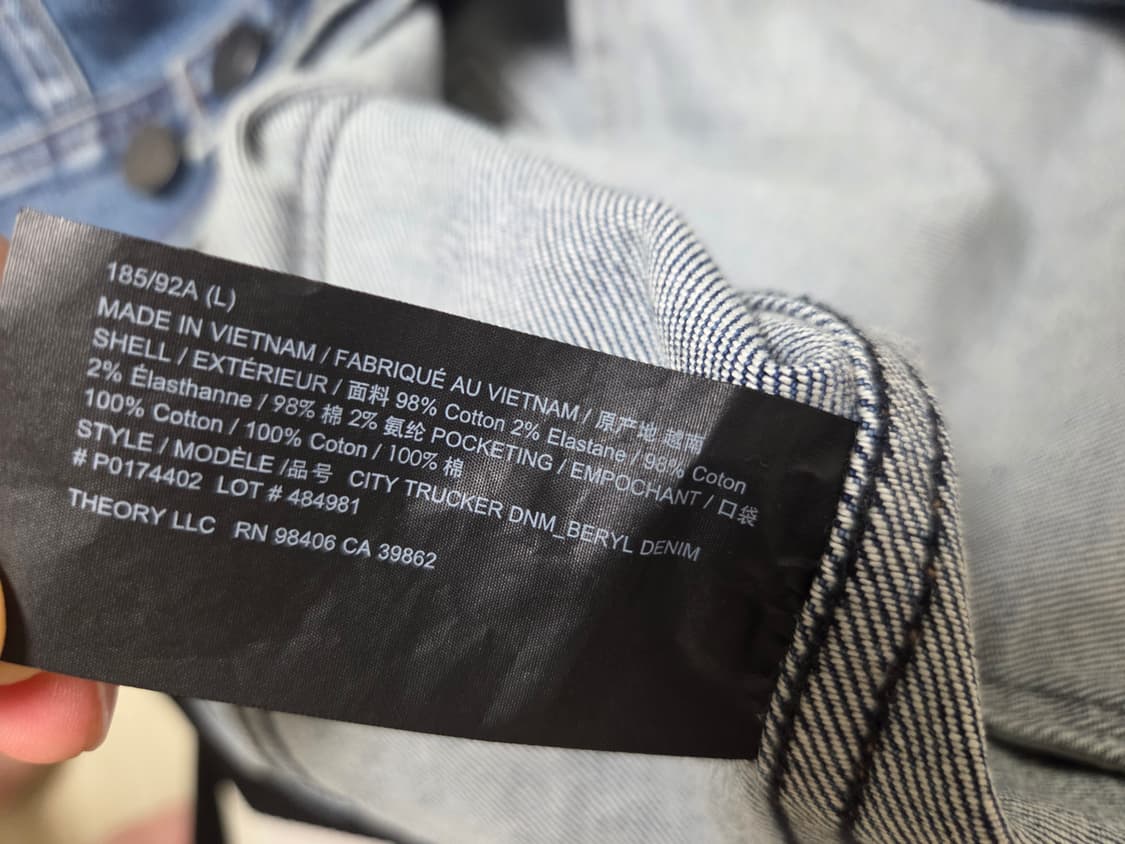 185/92A (L)
MADE IN VIETNAM / FABRIQUÉ AU VIETNAM / 原产地 越南
SHELL / EXTÉRIEUR / 面料 98% Cotton 2% Elastane / 98% Coton
2% Élasthanne / 98% 棉 2% 氨纶 POCKETING / EMPOCHANT / 口袋
100% Cotton / 100% Coton / 100% 棉
STYLE / MODÈLE /品号 CITY TRUCKER DNM_BERYL DENIM
# P0174402 LOT # 484981
THEORY LLC RN 98406 CA 39862